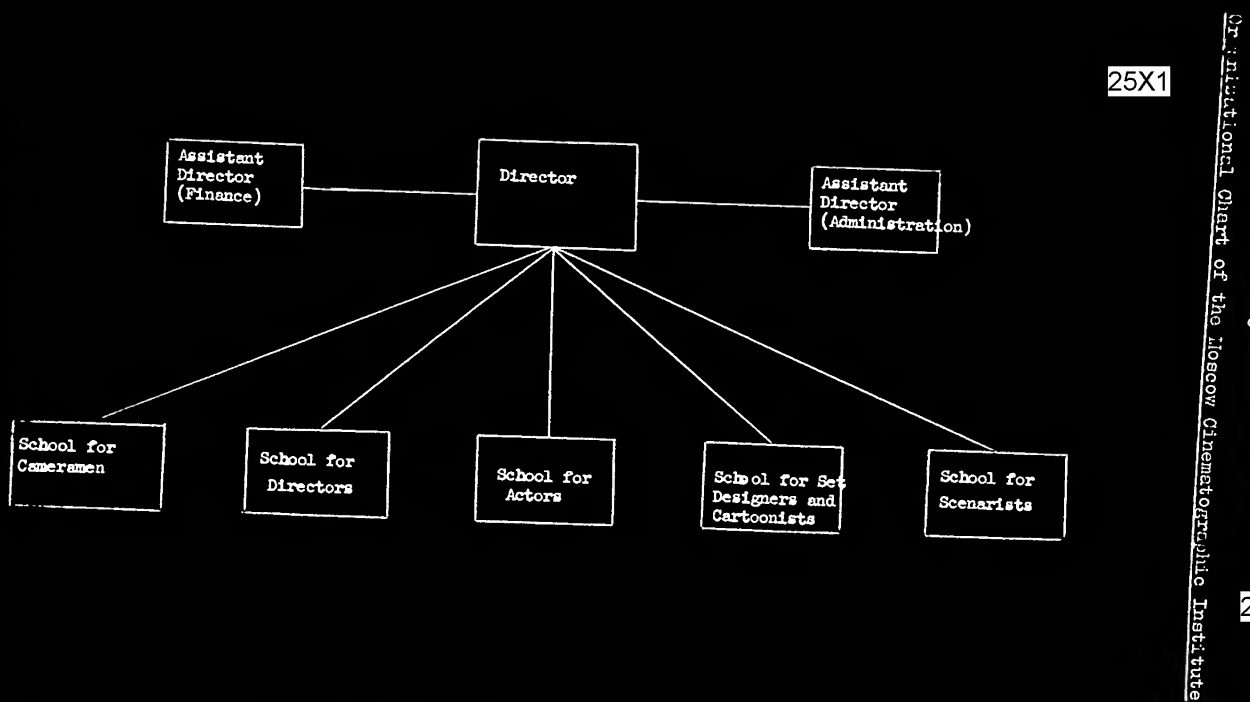 25X1
Organizational Chart of the Moscow Cinematographic Institute
Assistant
Director
(Finance)
Director
Assistant
Director
(Administration)
School for
Cameramen
School for
Directors
School for
Actors
School for Set
Designers and
Cartoonists
School for
Scenarists